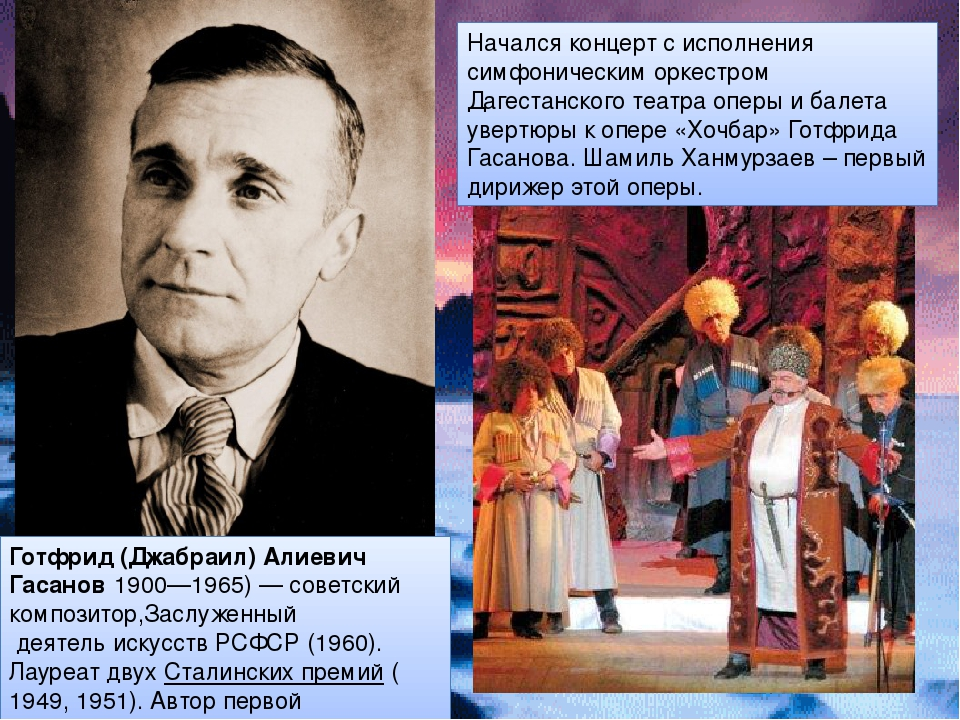 Начался концерт с исполнения
симфоническим оркестром
Дагестанского театра оперы и балета
увертюры к опере «Хочбар» Готфрида
Гасанова. Шамиль Ханмурзаев – первый
дирижер этой оперы.
Готфрид (Джабраил) Алиевич
Гасанов 1900—1965) — советский
композитор,Заслуженный
деятель искусств РСФСР (1960).
Лауреат двух Сталинских премий (
1949, 1951). Автор первой